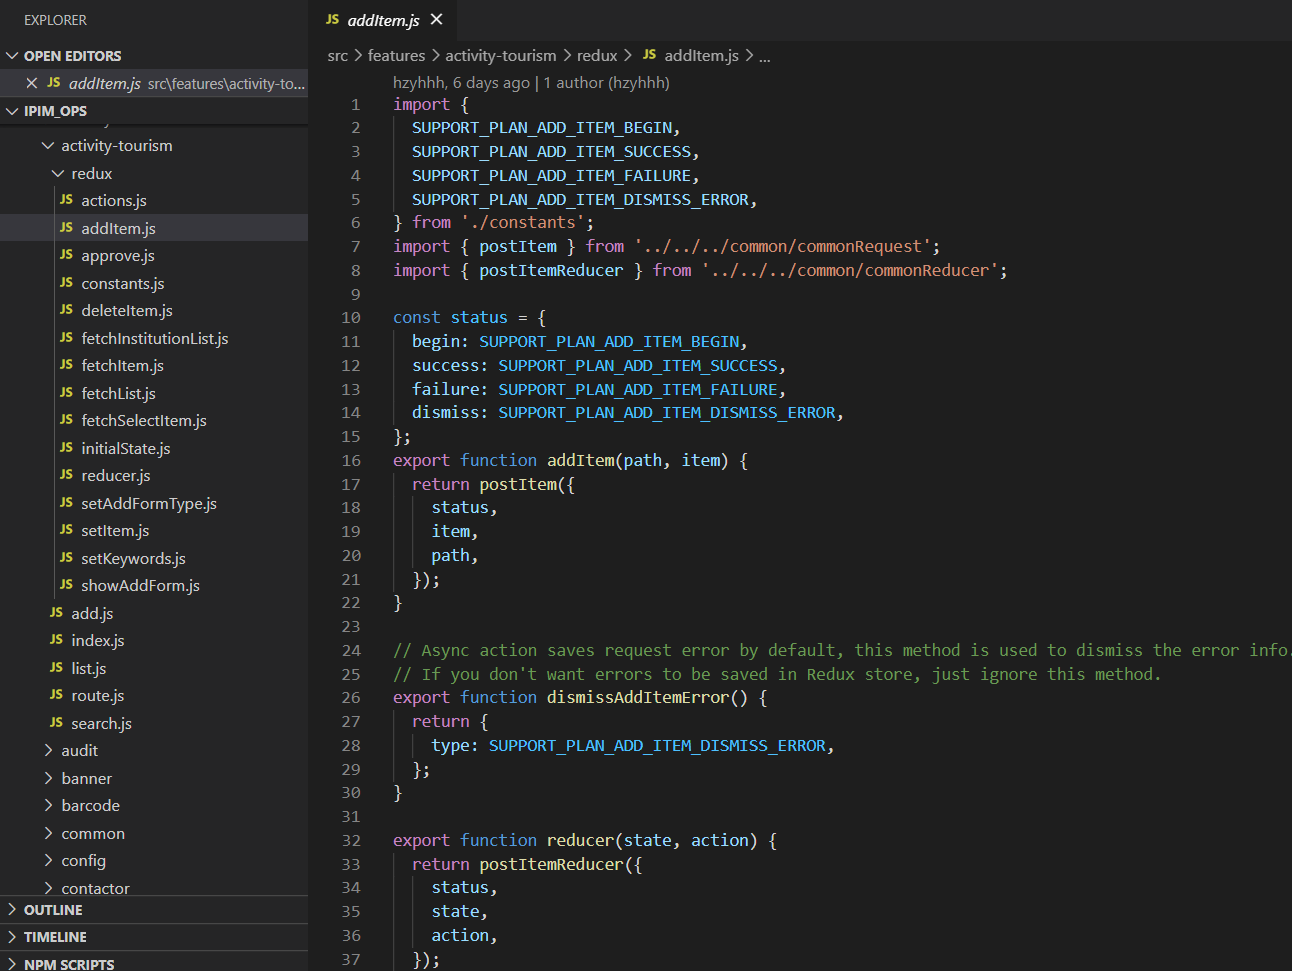 EXPLORER
OPEN EDITORS
JS addItem.js src\features\activity-to...
IPIM_OPS
activity-tourism
redux
JS actions.js
JS addItem.js
JS approve.js
JS constants.js
JS deleteItem.js
JS fetchInstitutionList.js
JS fetchItem.js
JS fetchList.js
JS fetchSelectItem.js
JS initialState.js
JS reducer.js
JS setAddFormType.js
JS setItem.js
JS setKeywords.js
JS showAddForm.js
JS add.js
JS index.js
JS list.js
JS route.js
JS search.js
audit
banner
barcode
common
config
contactor
OUTLINE
TIMELINE
NPM SCRIPTS
JS addItem.js
src > features > activity-tourism > redux > JS addItem.js > ...
hzyhhh, 6 days ago | 1 author (hzyhhh)
1 import {
2 SUPPORT_PLAN_ADD_ITEM_BEGIN,
3 SUPPORT_PLAN_ADD_ITEM_SUCCESS,
4 SUPPORT_PLAN_ADD_ITEM_FAILURE,
5 SUPPORT_PLAN_ADD_ITEM_DISMISS_ERROR,
6 } from './constants';
7 import { postItem } from '../../../common/commonRequest';
8 import { postItemReducer } from '../../../common/commonReducer';
9
10 const status = {
11 begin: SUPPORT_PLAN_ADD_ITEM_BEGIN,
12 success: SUPPORT_PLAN_ADD_ITEM_SUCCESS,
13 failure: SUPPORT_PLAN_ADD_ITEM_FAILURE,
14 dismiss: SUPPORT_PLAN_ADD_ITEM_DISMISS_ERROR,
15 };
16 export function addItem(path, item) {
17 return postItem({
18 status,
19 item,
20 path,
21 });
22 }
23
24 // Async action saves request error by default, this method is used to dismiss the error info.
25 // If you don't want errors to be saved in Redux store, just ignore this method.
26 export function dismissAddItemError() {
27 return {
28 type: SUPPORT_PLAN_ADD_ITEM_DISMISS_ERROR,
29 };
30 }
31
32 export function reducer(state, action) {
33 return postItemReducer({
34 status,
35 state,
36 action,
37 });